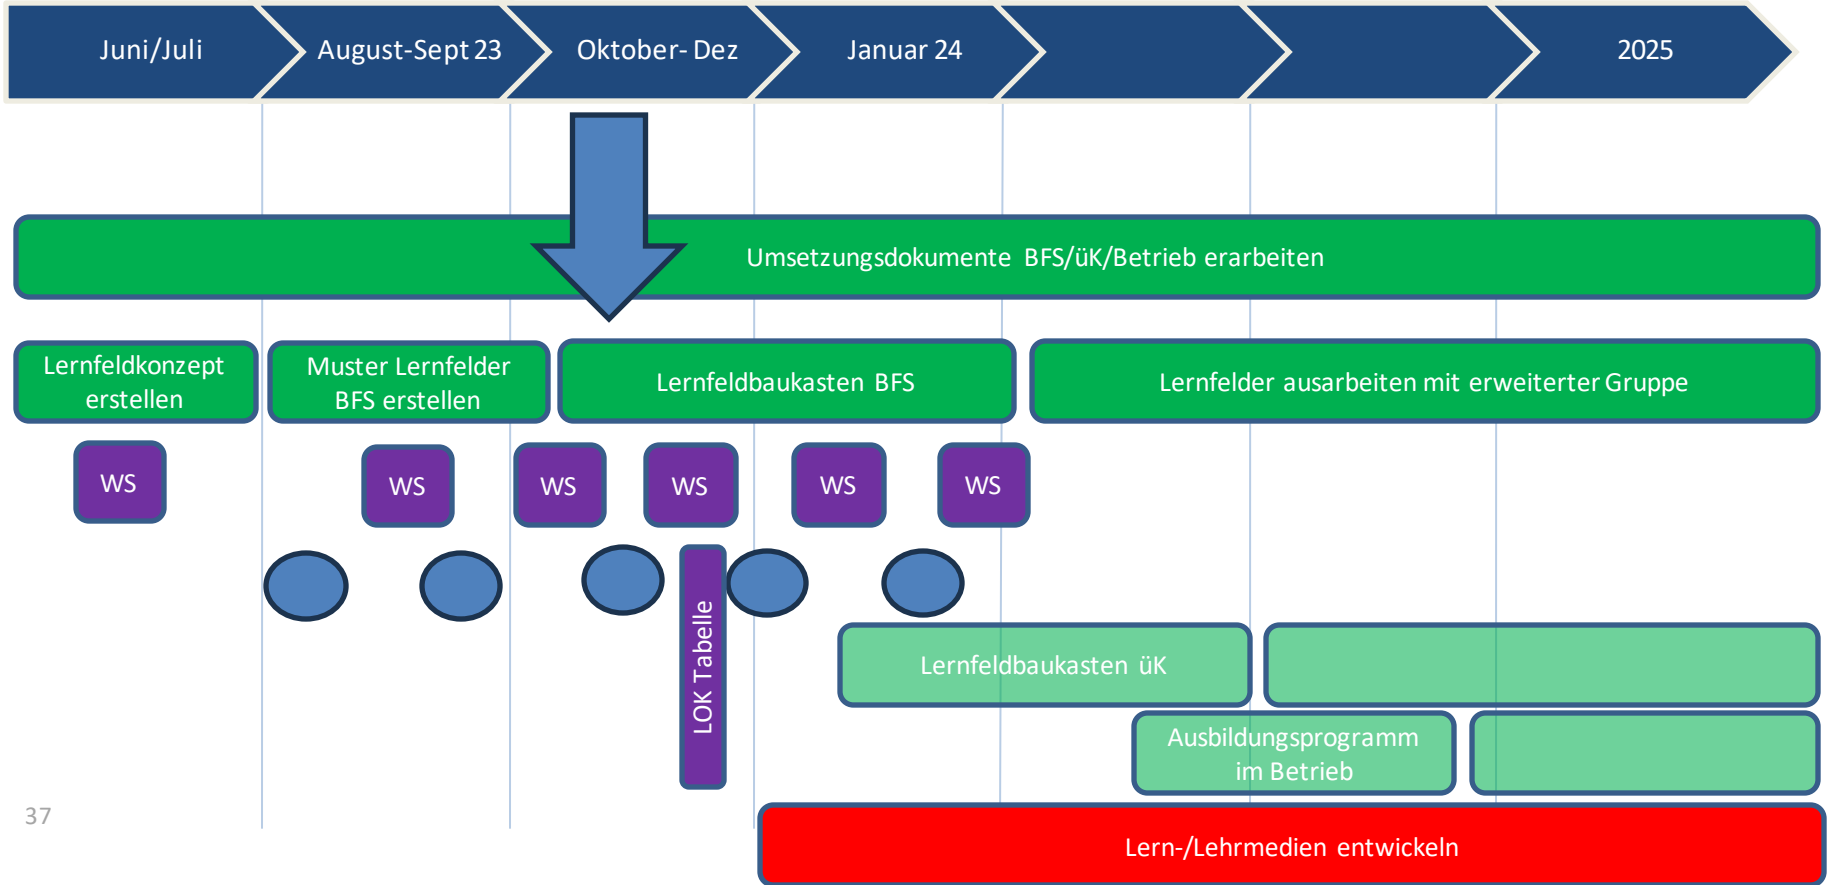 Juni/Juli
August-Sept 23
Oktober- Dez
Januar 24
2025
Umsetzungsdokumente BFS/üK/Betrieb erarbeiten
Lernfeldkonzept
erstellen
Muster Lernfelder
BFS erstellen
Lernfeldbaukasten BFS
Lernfelder ausarbeiten mit erweiterter Gruppe
WS
WS
WS
WS
WS
WS
LOK Tabelle
Lernfeldbaukasten üK
Ausbildungsprogramm
im Betrieb
37
Lern-/Lehrmedien entwickeln